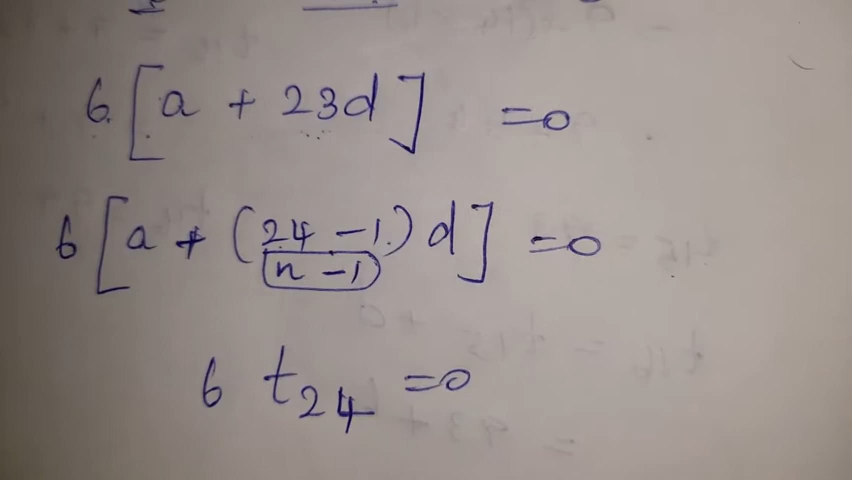 6 [a + 23d] =0
6 [a + (24 -1) d] =0
n -1
6 t₂₄ =0